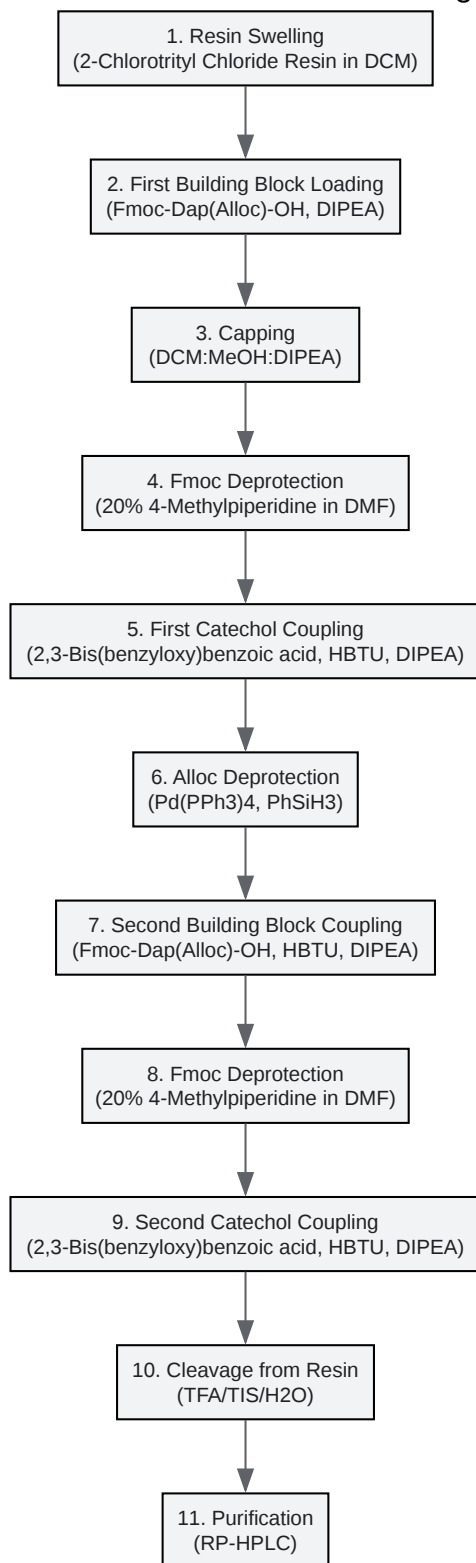 1. Resin Swelling
(2-Chlorotrityl Chloride Resin in DCM)
2. First Building Block Loading
(Fmoc-Dap(Alloc)-OH, DIPEA)
3. Capping
(DCM:MeOH:DIPEA)
4. Fmoc Deprotection
(20% 4-Methylpiperidine in DMF)
5. First Catechol Coupling
(2,3-Bis(benzyloxy)benzoic acid, HBTU, DIPEA)
6. Alloc Deprotection
(Pd(PPh3)4, PhSiH3)
7. Second Building Block Coupling
(Fmoc-Dap(Alloc)-OH, HBTU, DIPEA)
8. Fmoc Deprotection
(20% 4-Methylpiperidine in DMF)
9. Second Catechol Coupling
(2,3-Bis(benzyloxy)benzoic acid, HBTU, DIPEA)
10. Cleavage from Resin
(TFA/TIS/H2O)
11. Purification
(RP-HPLC)